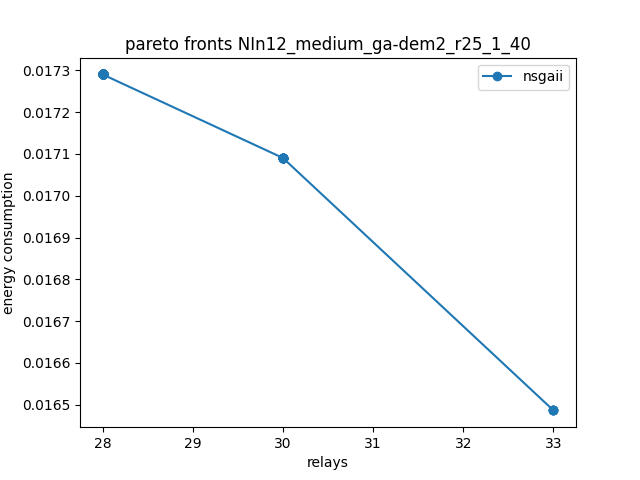 pareto fronts NIn12_medium_ga-dem2_r25_1_40
nsgaii
energy consumption
0.0173
0.0172
0.0171
0.0170
0.0169
0.0168
0.0167
0.0166
0.0165
28 29 30 31 32 33
relays